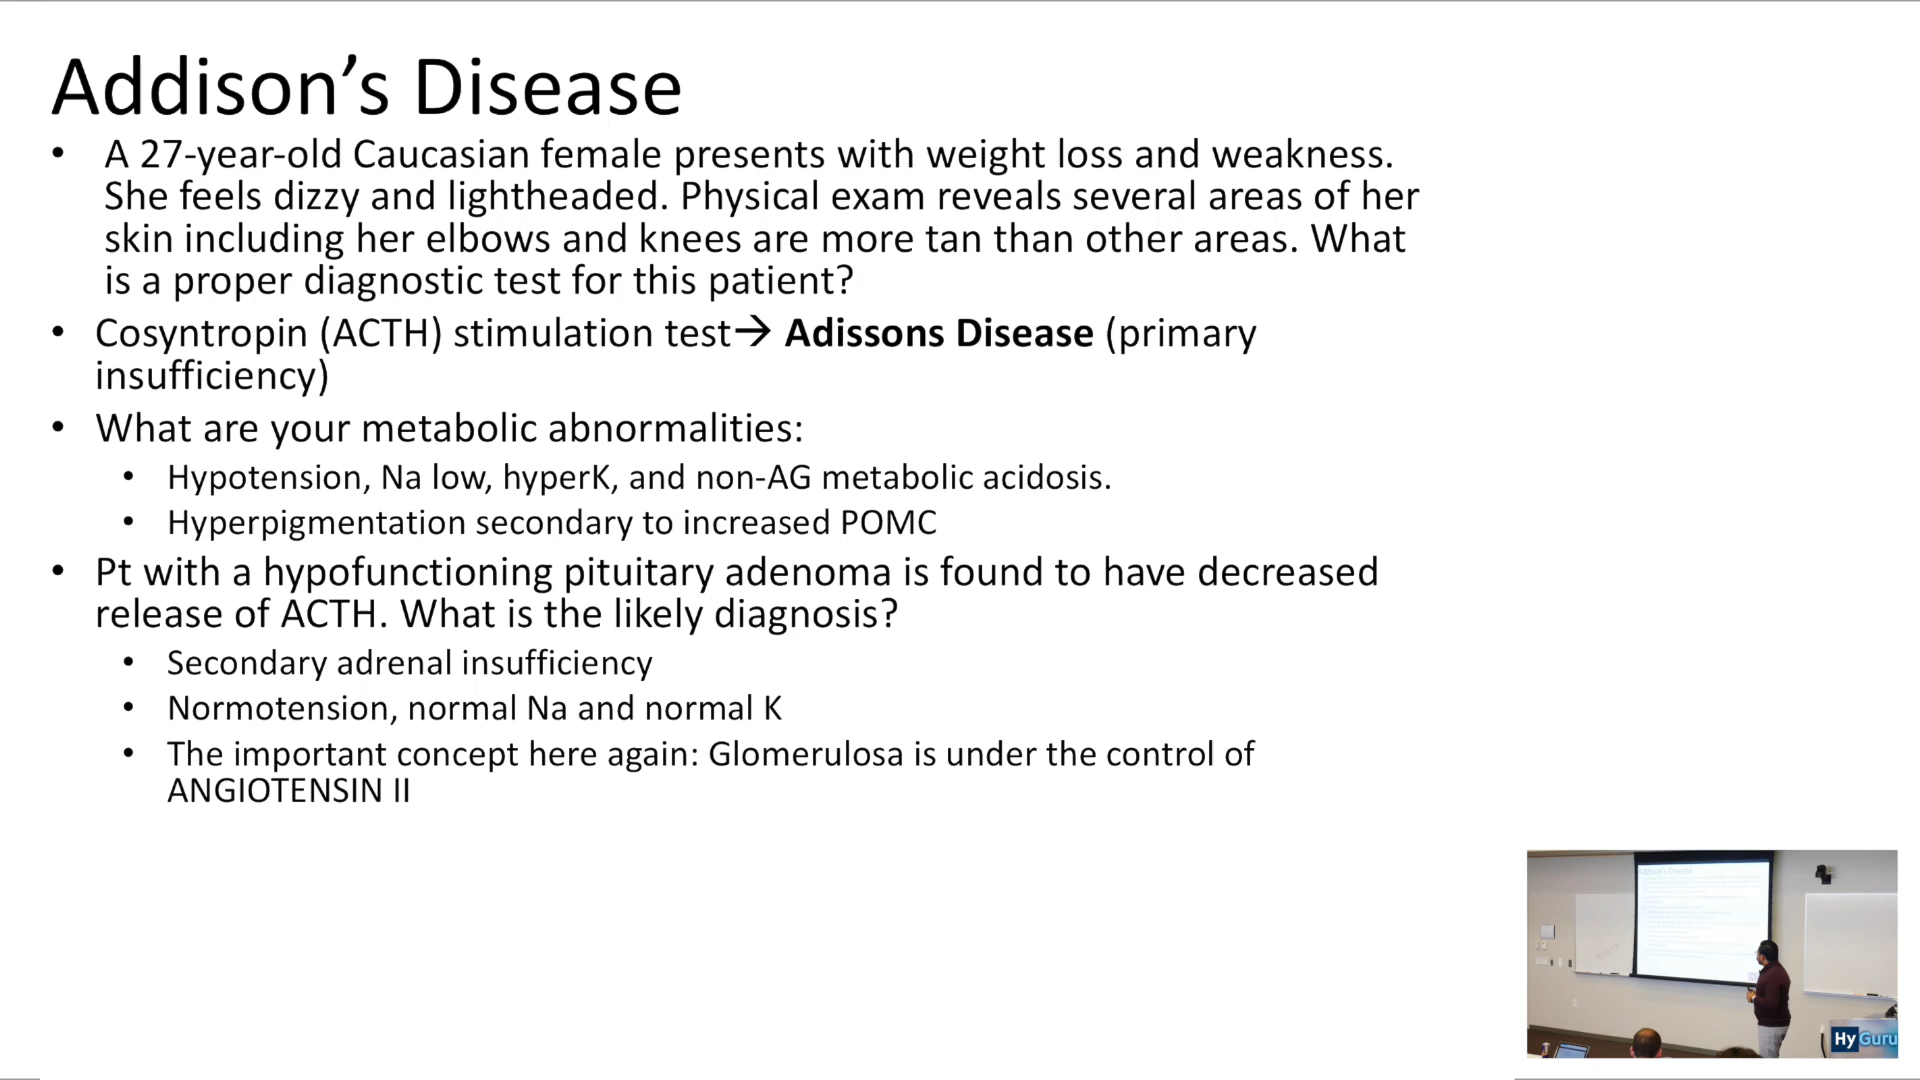 Addison’s Disease
• A 27-year-old Caucasian female presents with weight loss and weakness.
She feels dizzy and lightheaded. Physical exam reveals several areas of her
skin including her elbows and knees are more tan than other areas. What
is a proper diagnostic test for this patient?
• Cosyntropin (ACTH) stimulation test→ Adissons Disease (primary
insufficiency)
• What are your metabolic abnormalities:
• Hypotension, Na low, hyperK, and non-AG metabolic acidosis.
• Hyperpigmentation secondary to increased POMC
• Pt with a hypofunctioning pituitary adenoma is found to have decreased
release of ACTH. What is the likely diagnosis?
• Secondary adrenal insufficiency
• Normotension, normal Na and normal K
• The important concept here again: Glomerulosa is under the control of
ANGIOTENSIN II
Addison's Disease
HyGuru